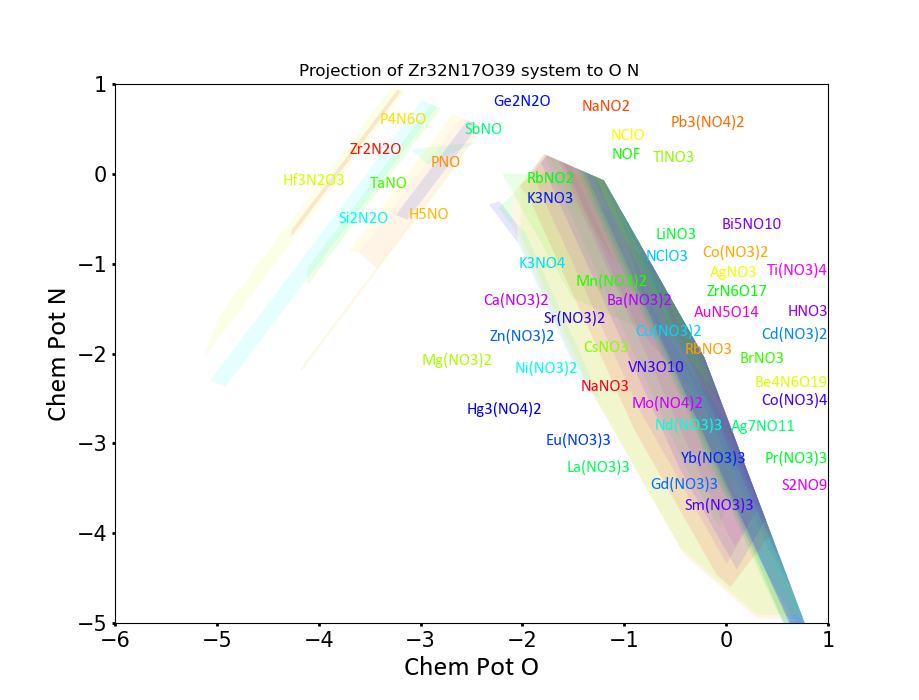 Projection of Zr32N17O39 system to O N
1
Ge2N2O
NaNO2
P4N6O
Pb3(NO4)2
SbNO
NClO
Zr2N2O
NOF
TlNO3
PNO
0
Hf3N2O3
TaNO
RbNO2
K3NO3
Si2N2O
H5NO
Bi5NO10
LiNO3
Co(NO3)2
K3NO4
NClO3
−1
AgNO3
Ti(NO3)4
Mn(NO3)2
ZrN6O17
Ca(NO3)2
Ba(NO3)2
AuN5O14
HNO3
Sr(NO3)2
Zn(NO3)2
Cu(NO3)2
Cd(NO3)2
CsNO3
RbNO3
−2
Mg(NO3)2
BrNO3
Ni(NO3)2
VN3O10
NaNO3
Be4N6O19
Hg3(NO4)2
Mo(NO4)2
Co(NO3)4
Nd(NO3)3
Ag7NO11
−3
Eu(NO3)3
La(NO3)3
Yb(NO3)3
Pr(NO3)3
Gd(NO3)3
S2NO9
Sm(NO3)3
−4
−5
Chem Pot N
−6 −5 −4 −3 −2 −1 0 1
Chem Pot O